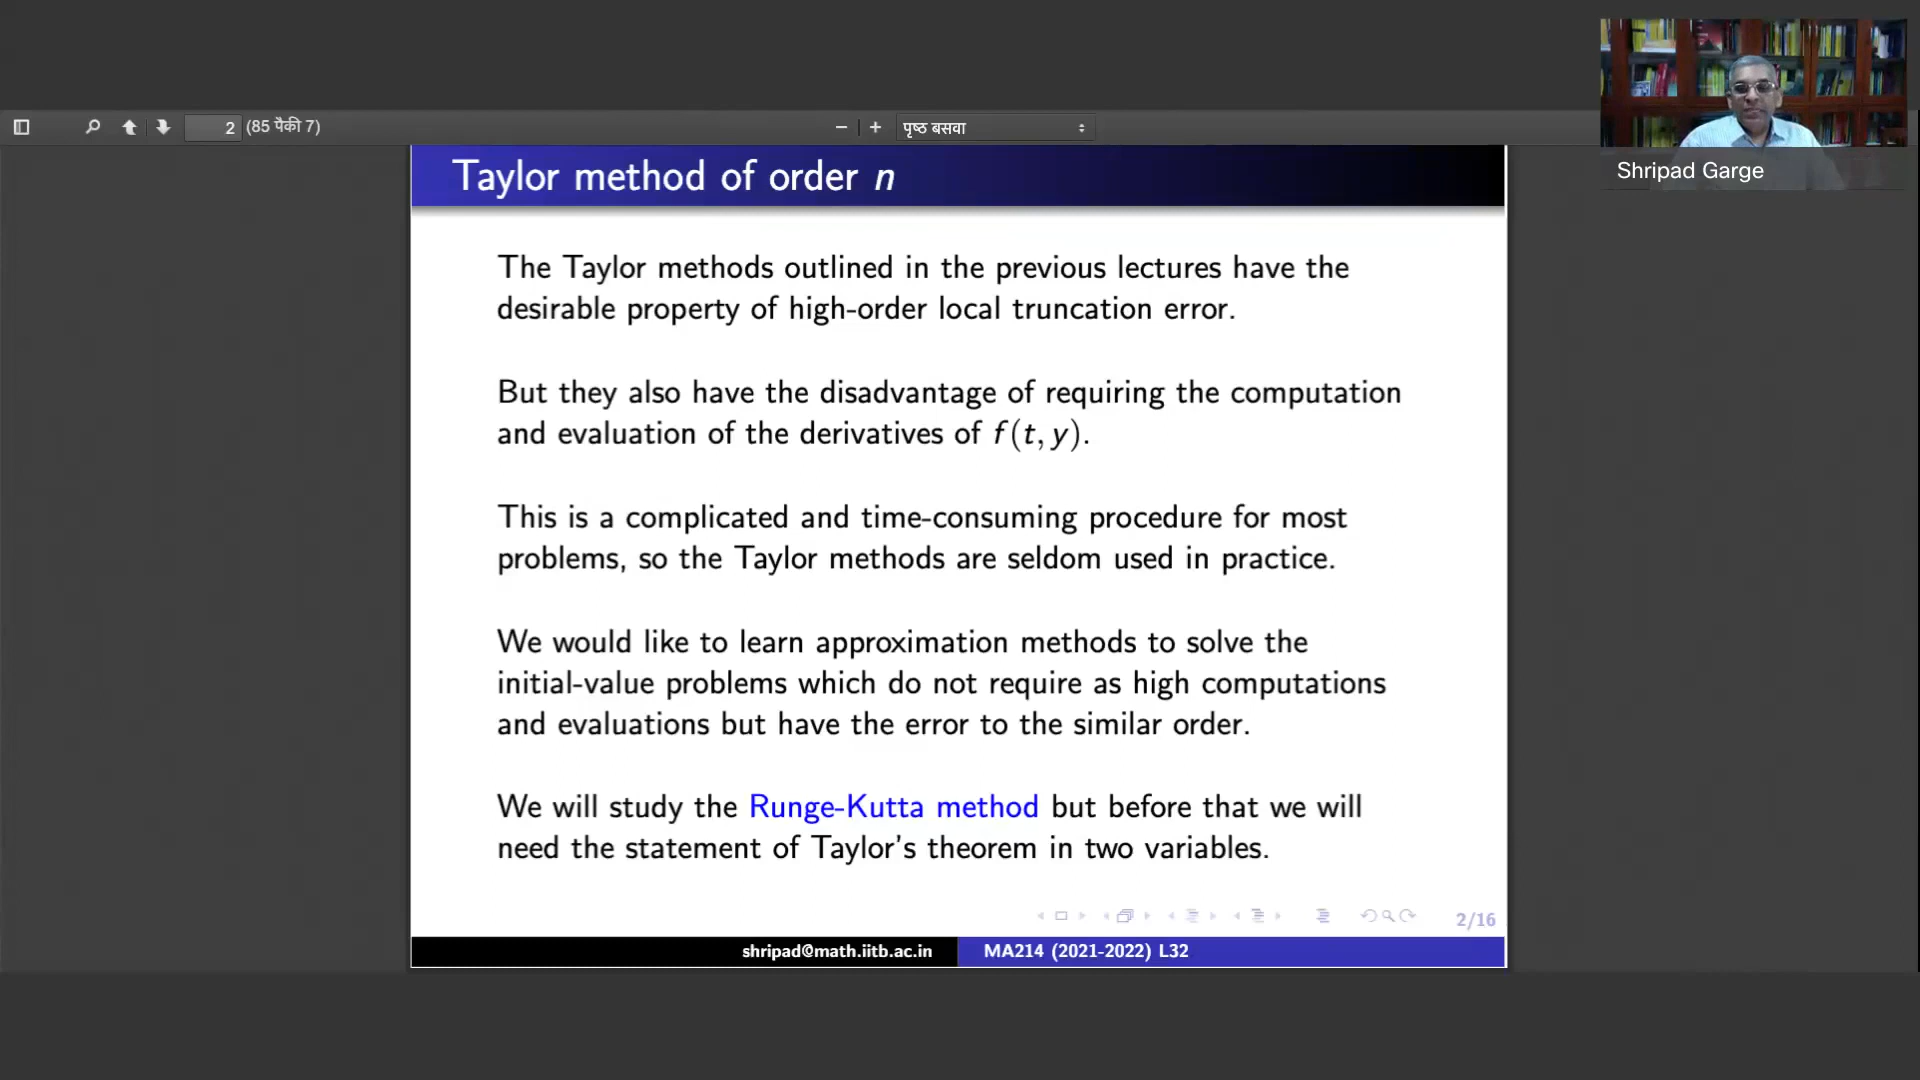 2 (85 पैकी 7)
पृष्ठ बसवा
Shripad Garge
Taylor method of order n
The Taylor methods outlined in the previous lectures have the
desirable property of high-order local truncation error.
But they also have the disadvantage of requiring the computation
and evaluation of the derivatives of f(t, y).
This is a complicated and time-consuming procedure for most
problems, so the Taylor methods are seldom used in practice.
We would like to learn approximation methods to solve the
initial-value problems which do not require as high computations
and evaluations but have the error to the similar order.
We will study the Runge-Kutta method but before that we will
need the statement of Taylor's theorem in two variables.
2/16
shripad@math.iitb.ac.in MA214 (2021-2022) L32